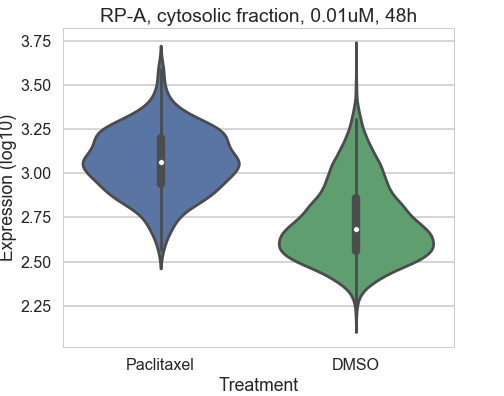 RP-A, cytosolic fraction, 0.01uM, 48h
Expression (log10)
3.75
3.50
3.25
3.00
2.75
2.50
2.25
Paclitaxel
DMSO
Treatment